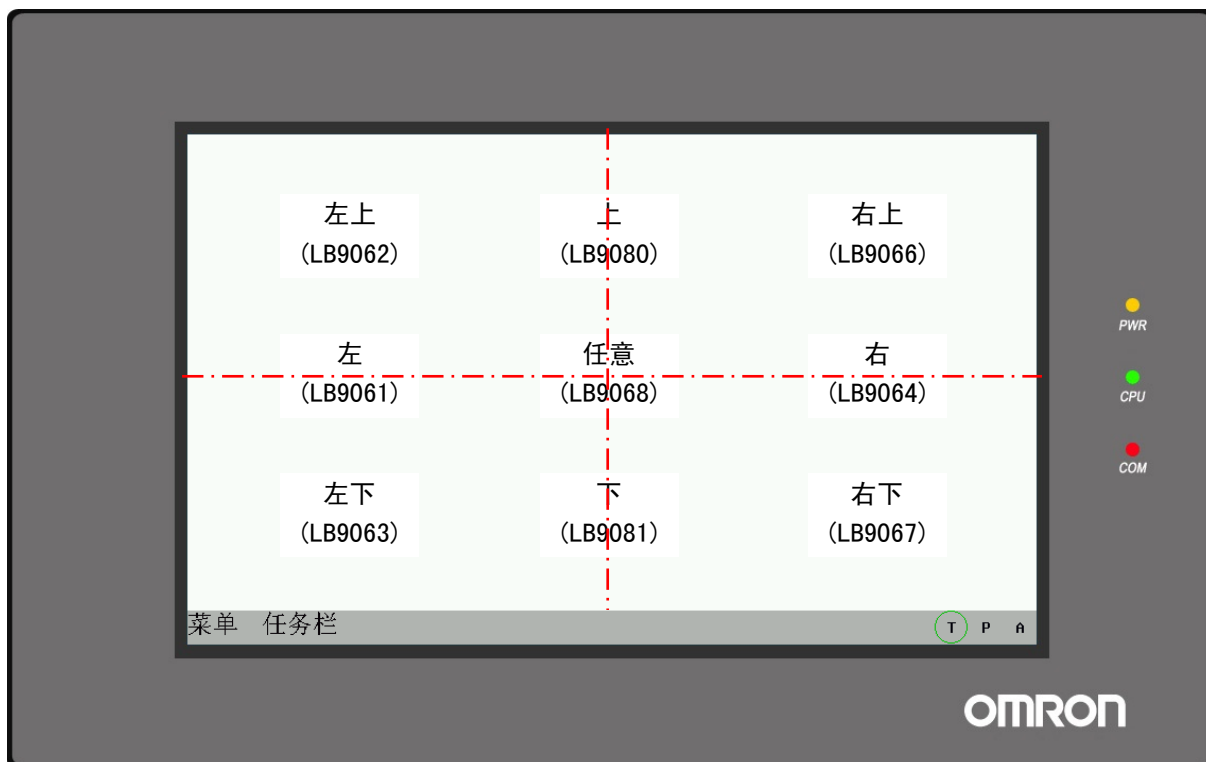 左上
(LB9062)
上
(LB9080)
右上
(LB9066)
左
(LB9061)
任意
(LB9068)
右
(LB9064)
左下
(LB9063)
下
(LB9081)
右下
(LB9067)
PWR
CPU
COM
菜单 任务栏
T P A
OMRON